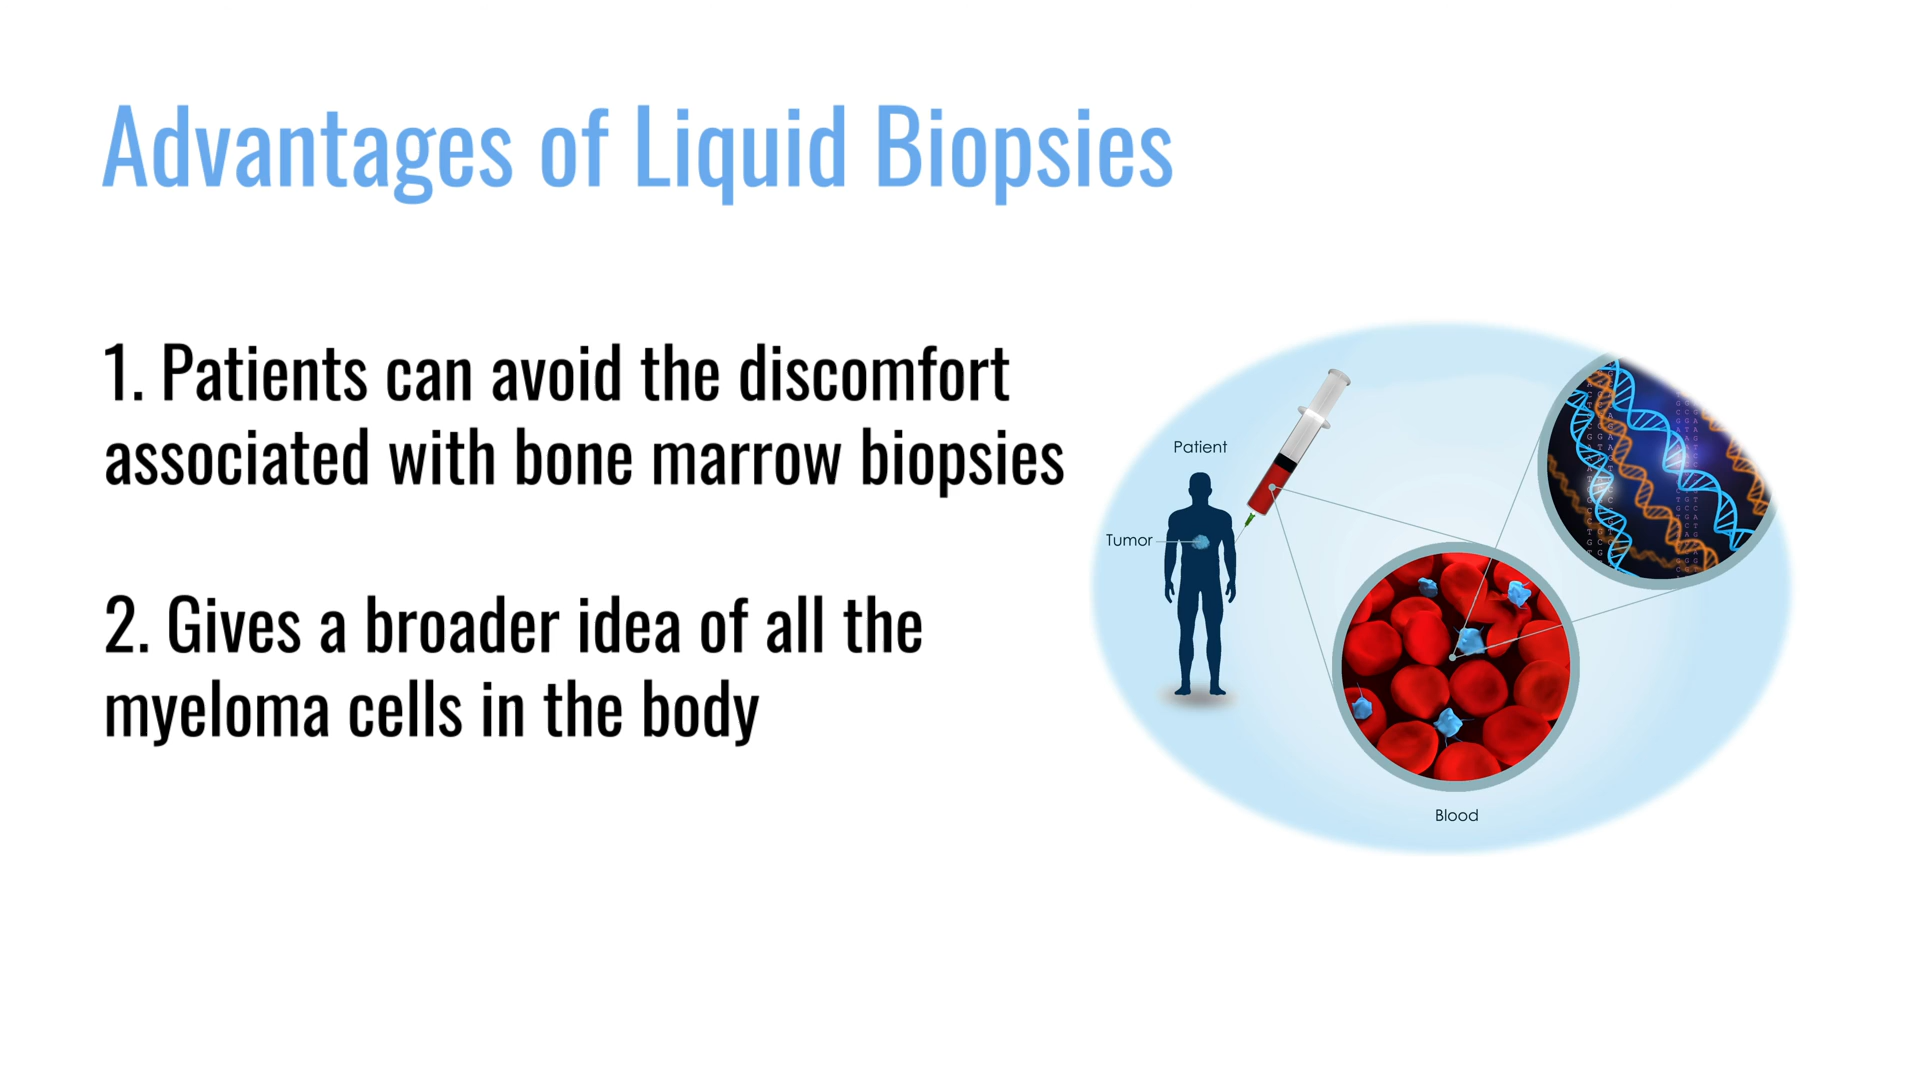 Advantages of Liquid Biopsies
1. Patients can avoid the discomfort
associated with bone marrow biopsies
2. Gives a broader idea of all the
myeloma cells in the body
Patient
Tumor
Blood